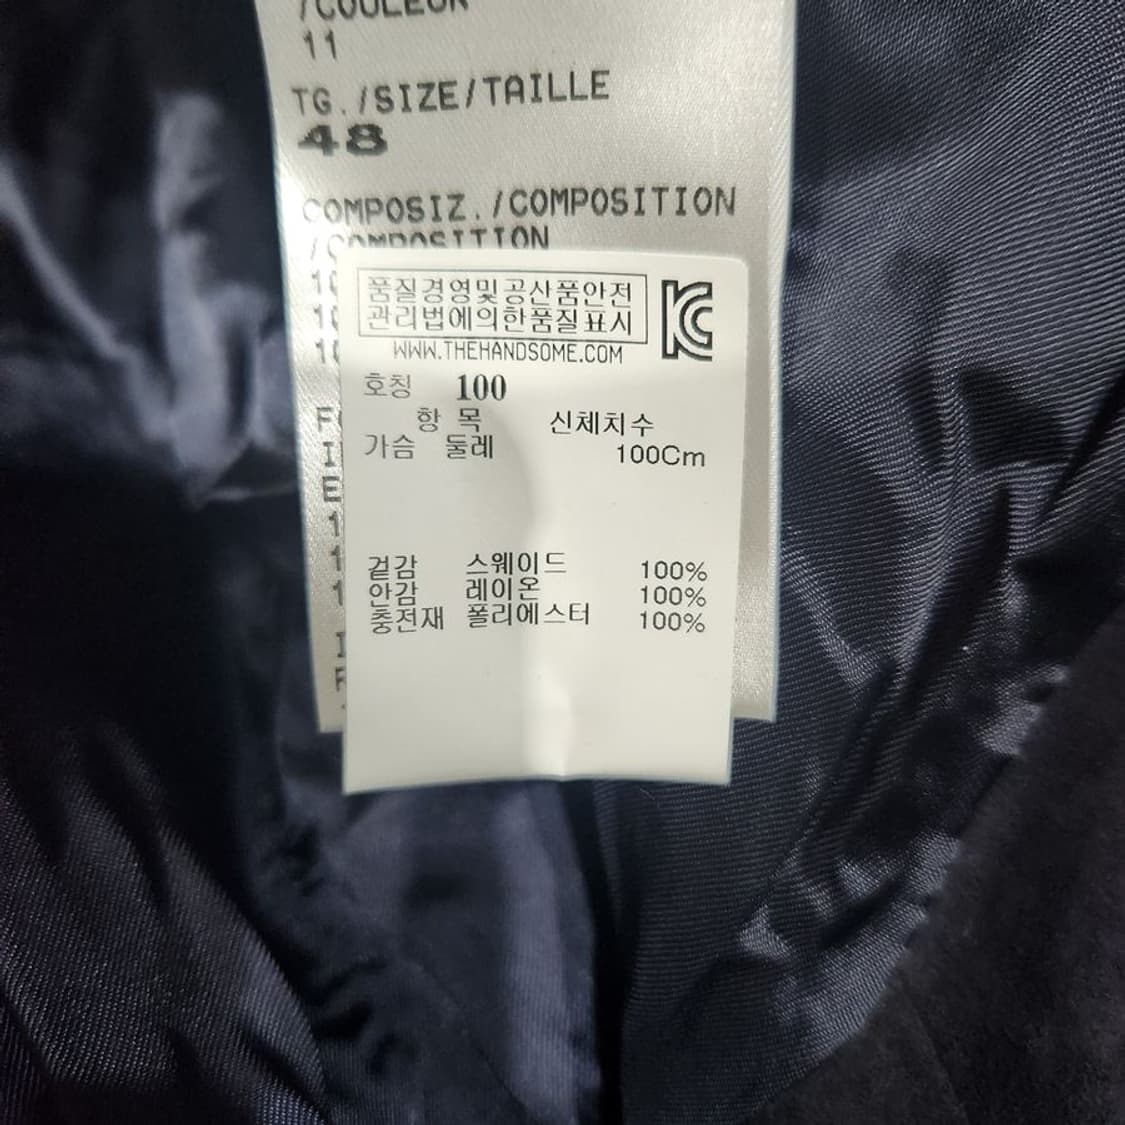 /COULEUR
11
TG./SIZE/TAILLE
48
COMPOSIZ./COMPOSITION
/COMPOSITION
품질경영및공산품안전
관리법에의한품질표시
KC
WWW.THEHANDSOME.COM
호칭 100
항 목 신체치수
가슴 둘레 100Cm
겉감 스웨이드 100%
안감 레이온 100%
충전재 폴리에스터 100%